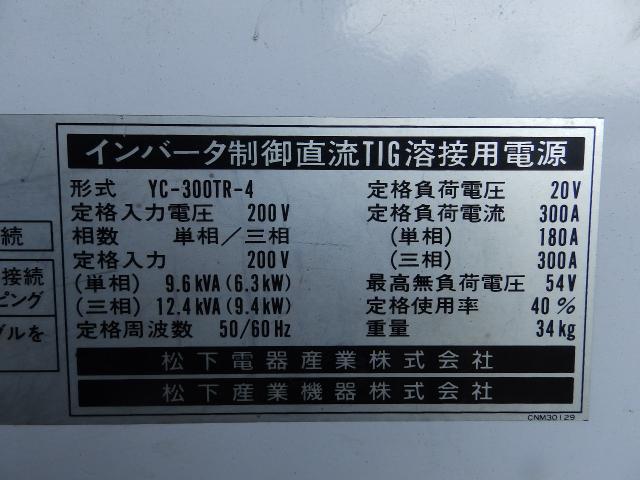 インバータ制御直流TIG溶接用電源
形式 YC-300TR-4
定格入力電圧 200V
相数 単相／三相
定格入力 200V
(単相) 9.6kVA(6.3kW)
(三相) 12.4kVA(9.4kW)
定格周波数 50/60Hz
定格負荷電圧 20V
定格負荷電流 300A
(単相) 180A
(三相) 300A
最高無負荷電圧 54V
定格使用率 40%
重量 34kg
松下電器産業株式会社
松下産業機器株式会社
CNM30129
続
接続
ピング
ブルを